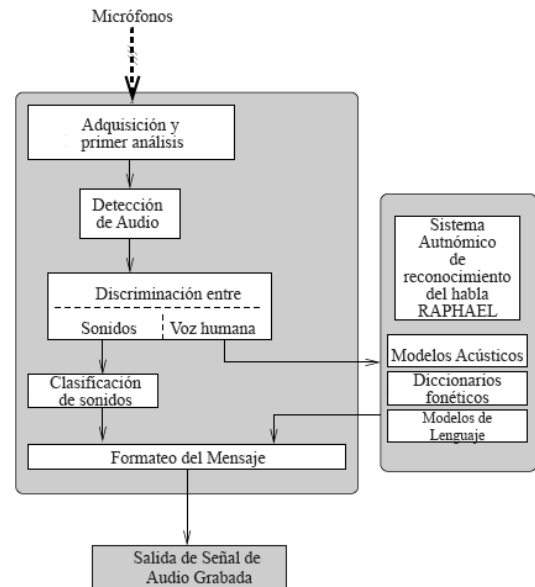 Micrófonos
Adquisición y
primer análisis
Detección
de Audio
Discriminación entre
Sonidos
Voz humana
Clasificación
de sonidos
Formateo del Mensaje
Salida de Señal de
Audio Grabada
Sistema
Autnómico
de
reconocimiento
del habla
RAPHAEL
Modelos Acústicos
Diccionarios
fonéticos
Modelos de
Lenguaje